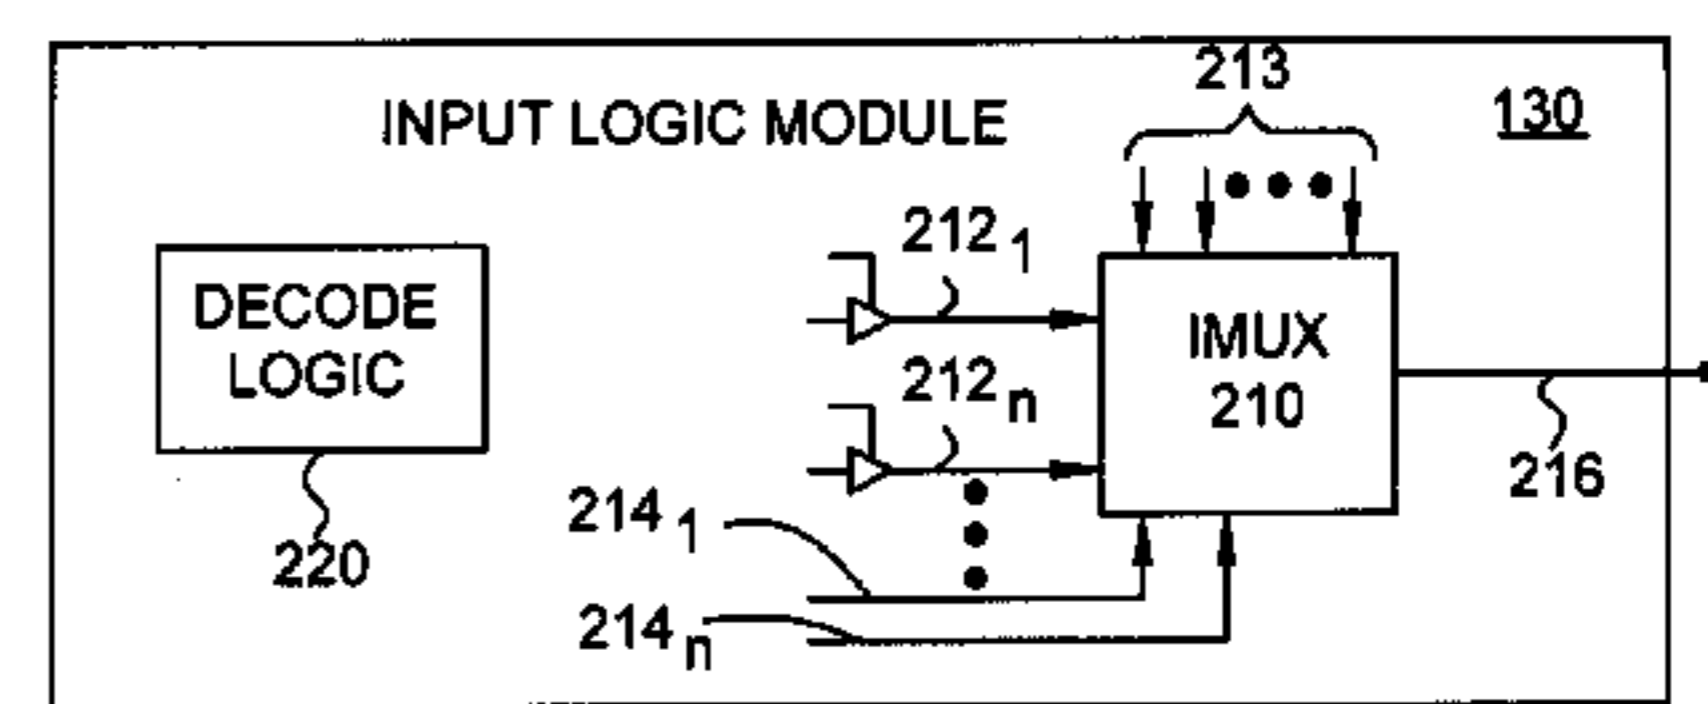 213
INPUT LOGIC MODULE
130
212 1
DECODE
LOGIC
IMUX
210
212 n
216
214 1
220
214 n